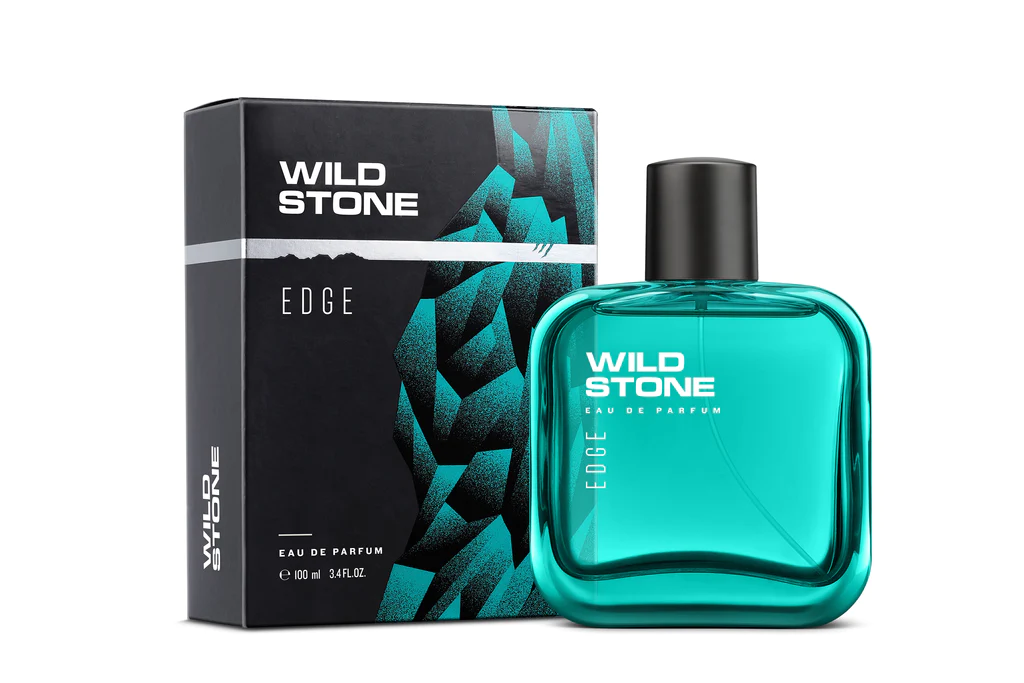 WILD
STONE
EDGE
EAU DE PARFUM
℮ 100 ml 3.4 FL.OZ.
WILD
STONE
WILD
STONE
EAU DE PARFUM
EDGE